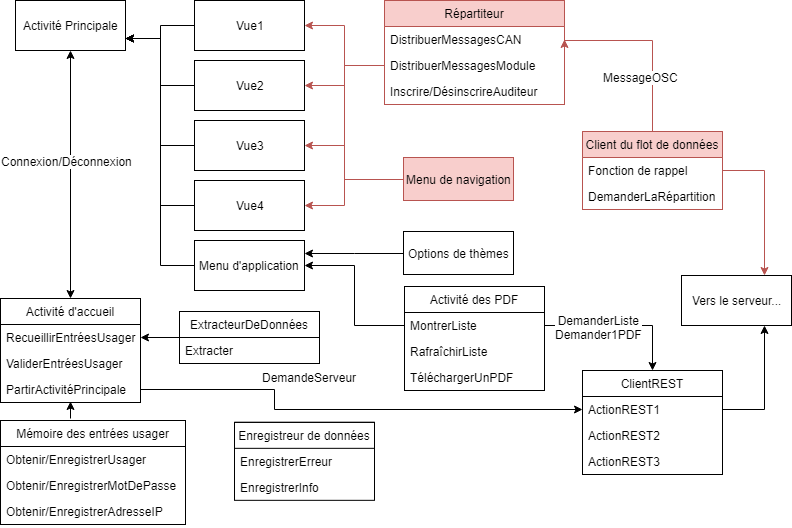 Activité Principale
Vue1
Vue2
Vue3
Vue4
Menu d'application
Répartiteur
DistribuerMessagesCAN
DistribuerMessagesModule
Inscrire/DésinscrireAuditeur
MessageOSC
Client du flot de données
Fonction de rappel
DemanderLaRépartition
Menu de navigation
Connexion/Déconnexion
Options de thèmes
Vers le serveur...
Activité d'accueil
RecueillirEntréesUsager
ValiderEntréesUsager
PartirActivitéPrincipale
ExtracteurDeDonnées
Extracter
Activité des PDF
MontrerListe
RafraîchirListe
TéléchargerUnPDF
DemanderListe
Demander1PDF
DemandeServeur
ClientREST
ActionREST1
ActionREST2
ActionREST3
Mémoire des entrées usager
Obtenir/EnregistrerUsager
Obtenir/EnregistrerMotDePasse
Obtenir/EnregistrerAdresseIP
Enregistreur de données
EnregistrerErreur
EnregistrerInfo